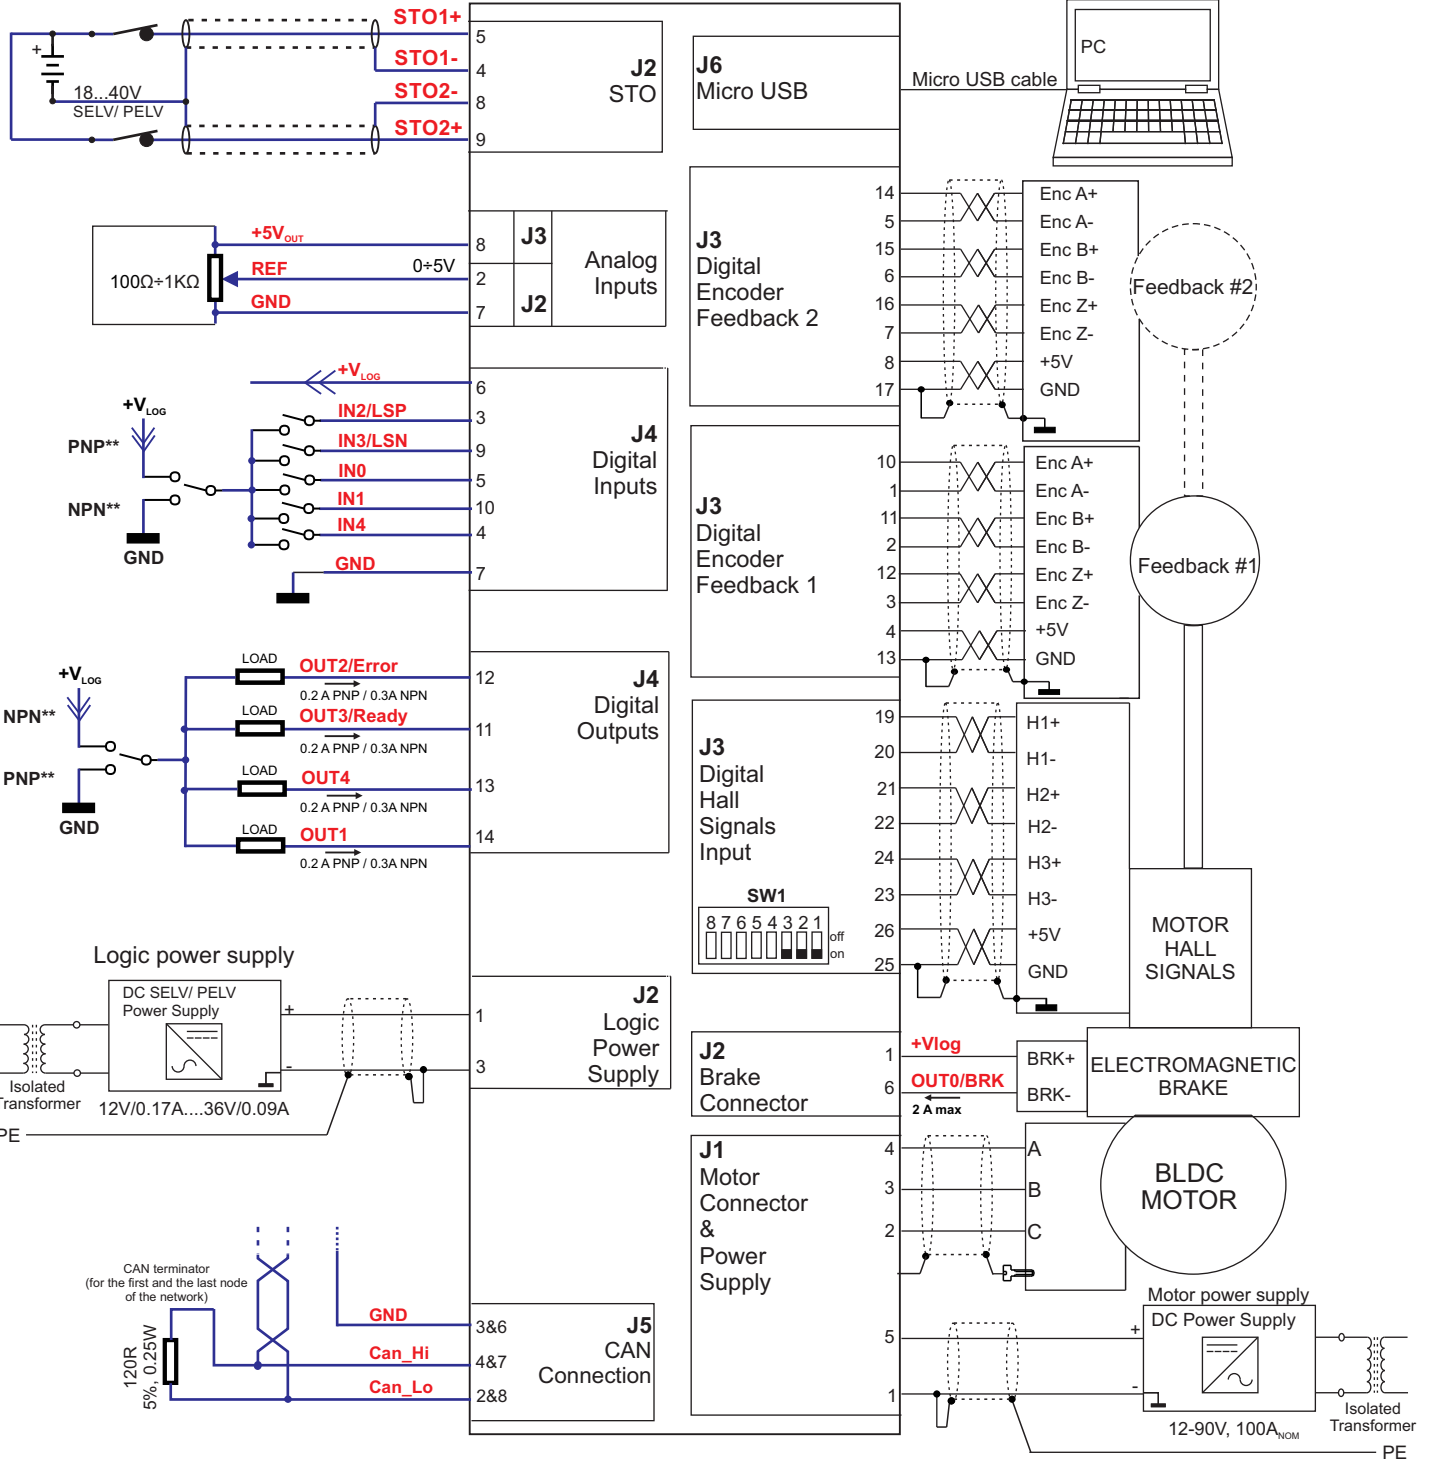 STO1+
5
STO1-
4
STO2-
8
STO2+
9
+
18...40V
SELV/ PELV
J2
STO
J6
Micro USB
Micro USB cable
PC
+5VOUT
8
J3
REF
0÷5V
2
GND
7
J2
100Ω÷1KΩ
Analog
Inputs
J3
Digital
Encoder
Feedback 2
14
Enc A+
5
Enc A-
15
Enc B+
6
Enc B-
16
Enc Z+
7
Enc Z-
8
+5V
17
GND
Feedback #2
+VLOG
6
IN2/LSP
3
IN3/LSN
9
IN0
5
IN1
10
IN4
4
GND
7
+VLOG
PNP**
NPN**
GND
J4
Digital
Inputs
J3
Digital
Encoder
Feedback 1
10
Enc A+
1
Enc A-
11
Enc B+
2
Enc B-
12
Enc Z+
3
Enc Z-
4
+5V
13
GND
Feedback #1
+VLOG
NPN**
PNP**
GND
LOAD
OUT2/Error
12
0.2 A PNP / 0.3A NPN
LOAD
OUT3/Ready
11
0.2 A PNP / 0.3A NPN
LOAD
OUT4
13
0.2 A PNP / 0.3A NPN
LOAD
OUT1
14
0.2 A PNP / 0.3A NPN
J4
Digital
Outputs
J3
Digital
Hall
Signals
Input
SW1
8 7 6 5 4 3 2 1
off
on
19
H1+
20
H1-
21
H2+
22
H2-
24
H3+
23
H3-
26
+5V
25
GND
MOTOR
HALL
SIGNALS
Logic power supply
DC SELV/ PELV
Power Supply
+
1
-
3
Isolated
Transformer
12V/0.17A....36V/0.09A
PE
J2
Logic
Power
Supply
J2
Brake
Connector
+Vlog
1
OUT0/BRK
6
2 A max
BRK+
BRK-
ELECTROMAGNETIC
BRAKE
J1
Motor
Connector
&
Power
Supply
4
A
3
B
2
C
BLDC
MOTOR
Motor power supply
DC Power Supply
5
+
1
-
12-90V, 100ANOM
Isolated
Transformer
PE
CAN terminator
(for the first and the last node
of the network)
120R
5%, 0.25W
GND
3&6
Can_Hi
4&7
Can_Lo
2&8
J5
CAN
Connection